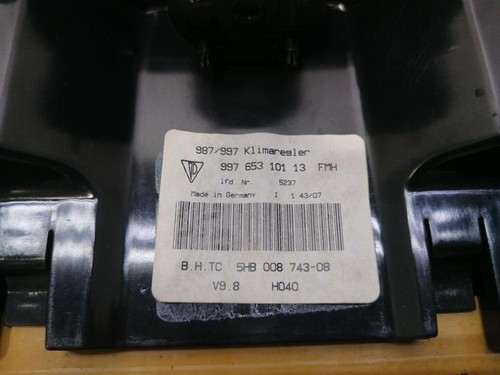 987/997 Klimaregler
997 653 101 13 FMH
lfd. Nr. 5237
Made in Germany I 1 43/07
B.H.TC 5HB 008 743-08
V9.8 H040